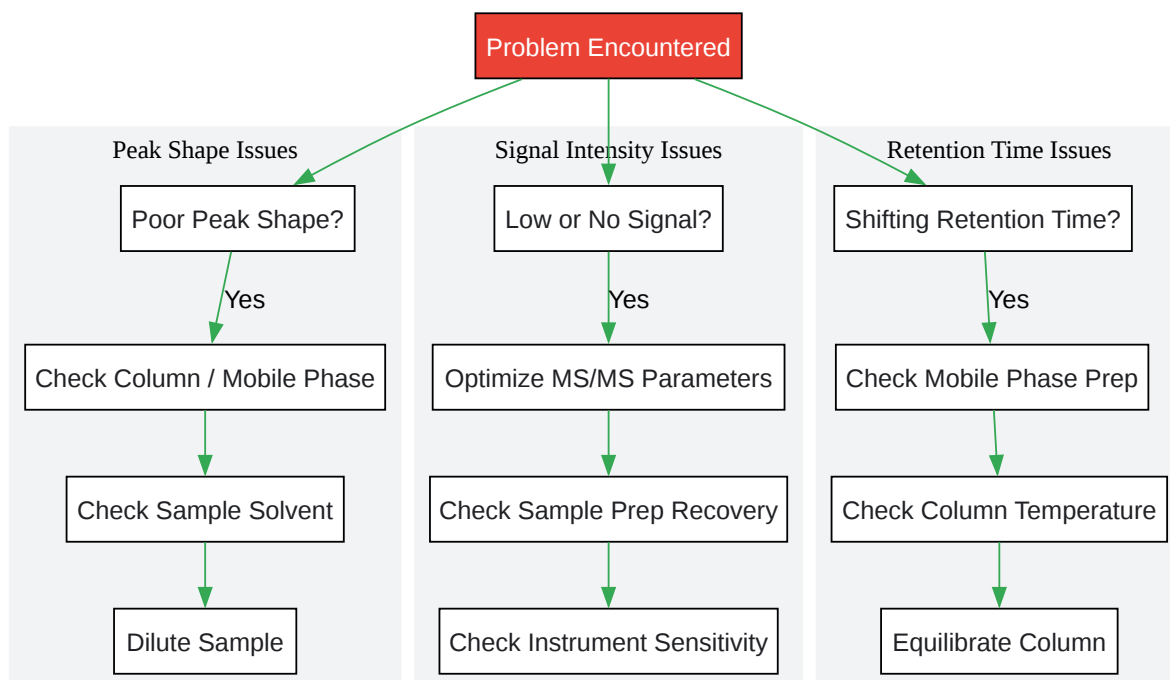 Problem Encountered
Peak Shape Issues
Signal Intensity Issues
Retention Time Issues
Poor Peak Shape?
Low or No Signal?
Shifting Retention Time?
Yes
Yes
Yes
Check Column / Mobile Phase
Optimize MS/MS Parameters
Check Mobile Phase Prep
Check Sample Solvent
Check Sample Prep Recovery
Check Column Temperature
Dilute Sample
Check Instrument Sensitivity
Equilibrate Column